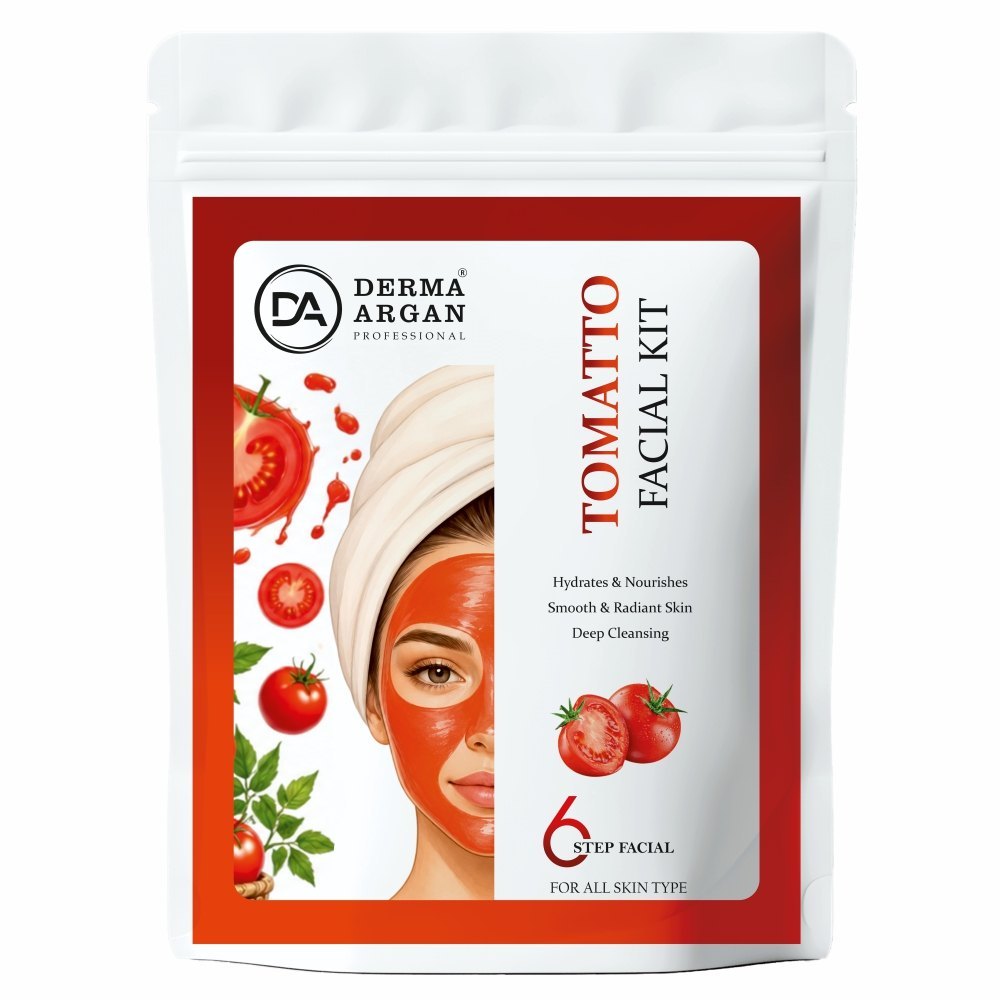 DA
DERMA
ARGAN
®
PROFESSIONAL
TOMATTO
FACIAL KIT
Hydrates & Nourishes
Smooth & Radiant Skin
Deep Cleansing
6
STEP FACIAL
FOR ALL SKIN TYPE